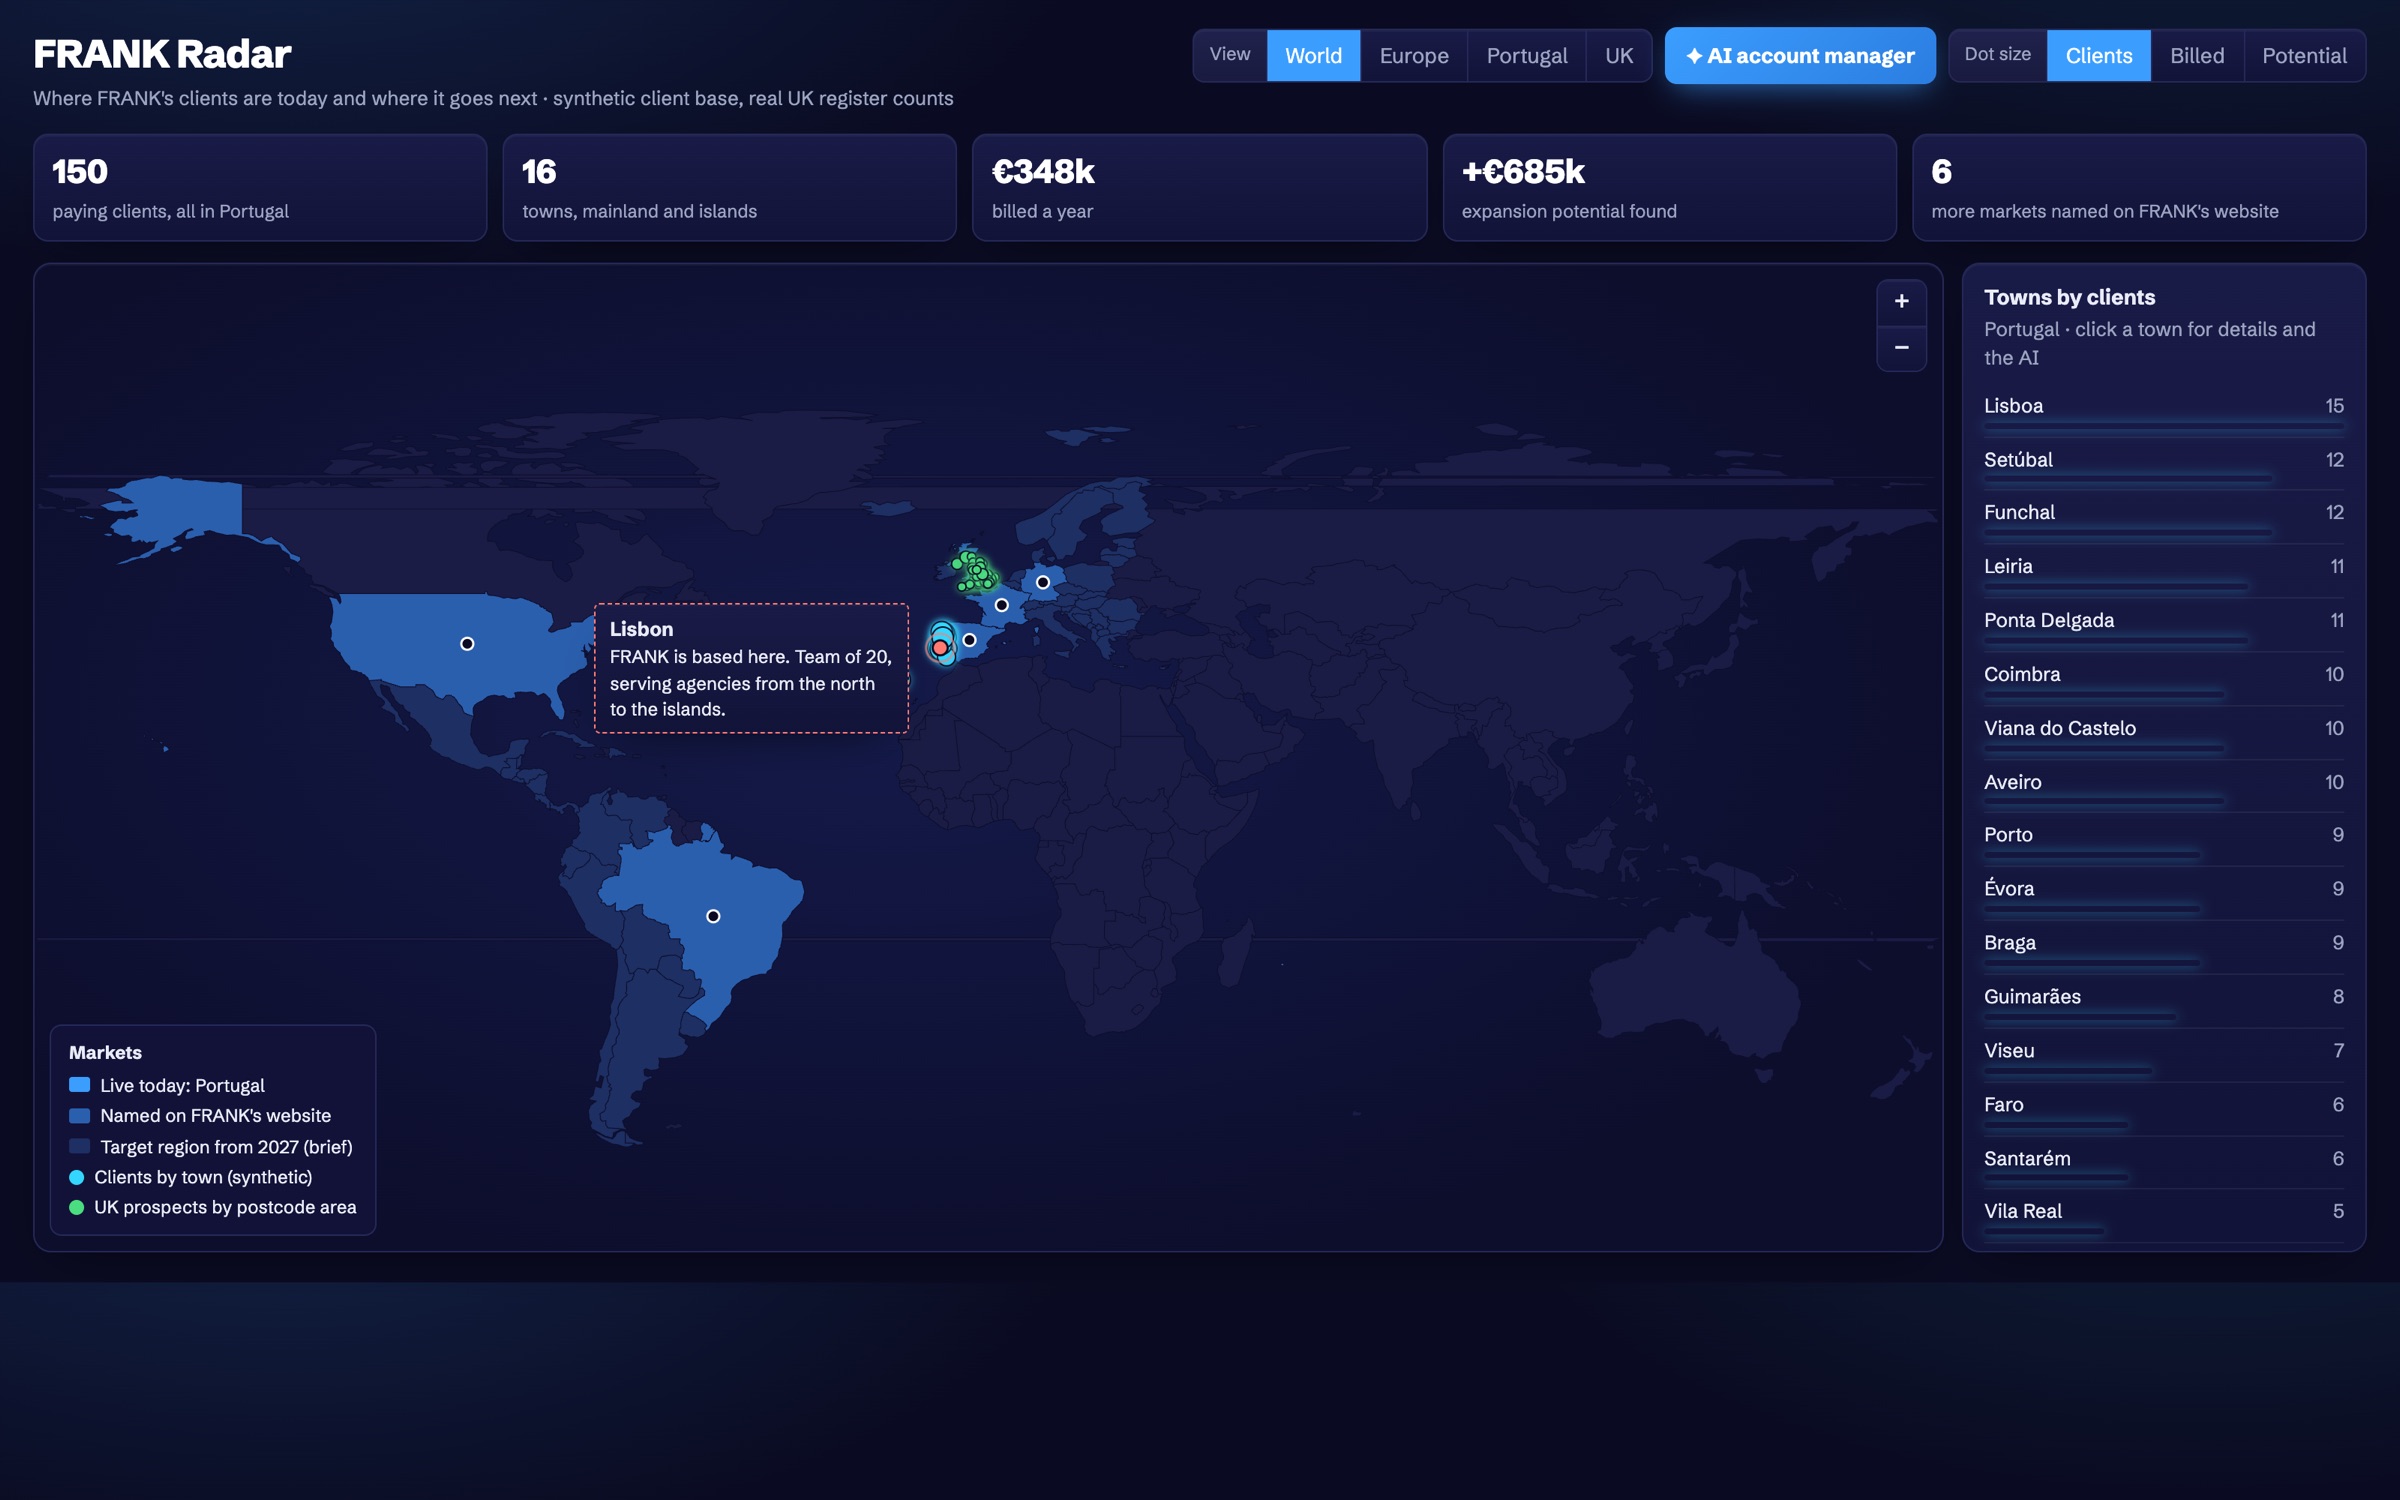 FRANK Radar
Where FRANK's clients are today and where it goes next · synthetic client base, real UK register counts
View World Europe Portugal UK
✦ AI account manager
Dot size Clients Billed Potential
150
paying clients, all in Portugal
16
towns, mainland and islands
€348k
billed a year
+€685k
expansion potential found
6
more markets named on FRANK's website
+
−
Lisbon
FRANK is based here. Team of 20,
serving agencies from the north
to the islands.
Markets
Live today: Portugal
Named on FRANK's website
Target region from 2027 (brief)
Clients by town (synthetic)
UK prospects by postcode area
Towns by clients
Portugal · click a town for details and
the AI
Lisboa 15
Setúbal 12
Funchal 12
Leiria 11
Ponta Delgada 11
Coimbra 10
Viana do Castelo 10
Aveiro 10
Porto 9
Évora 9
Braga 9
Guimarães 8
Viseu 7
Faro 6
Santarém 6
Vila Real 5